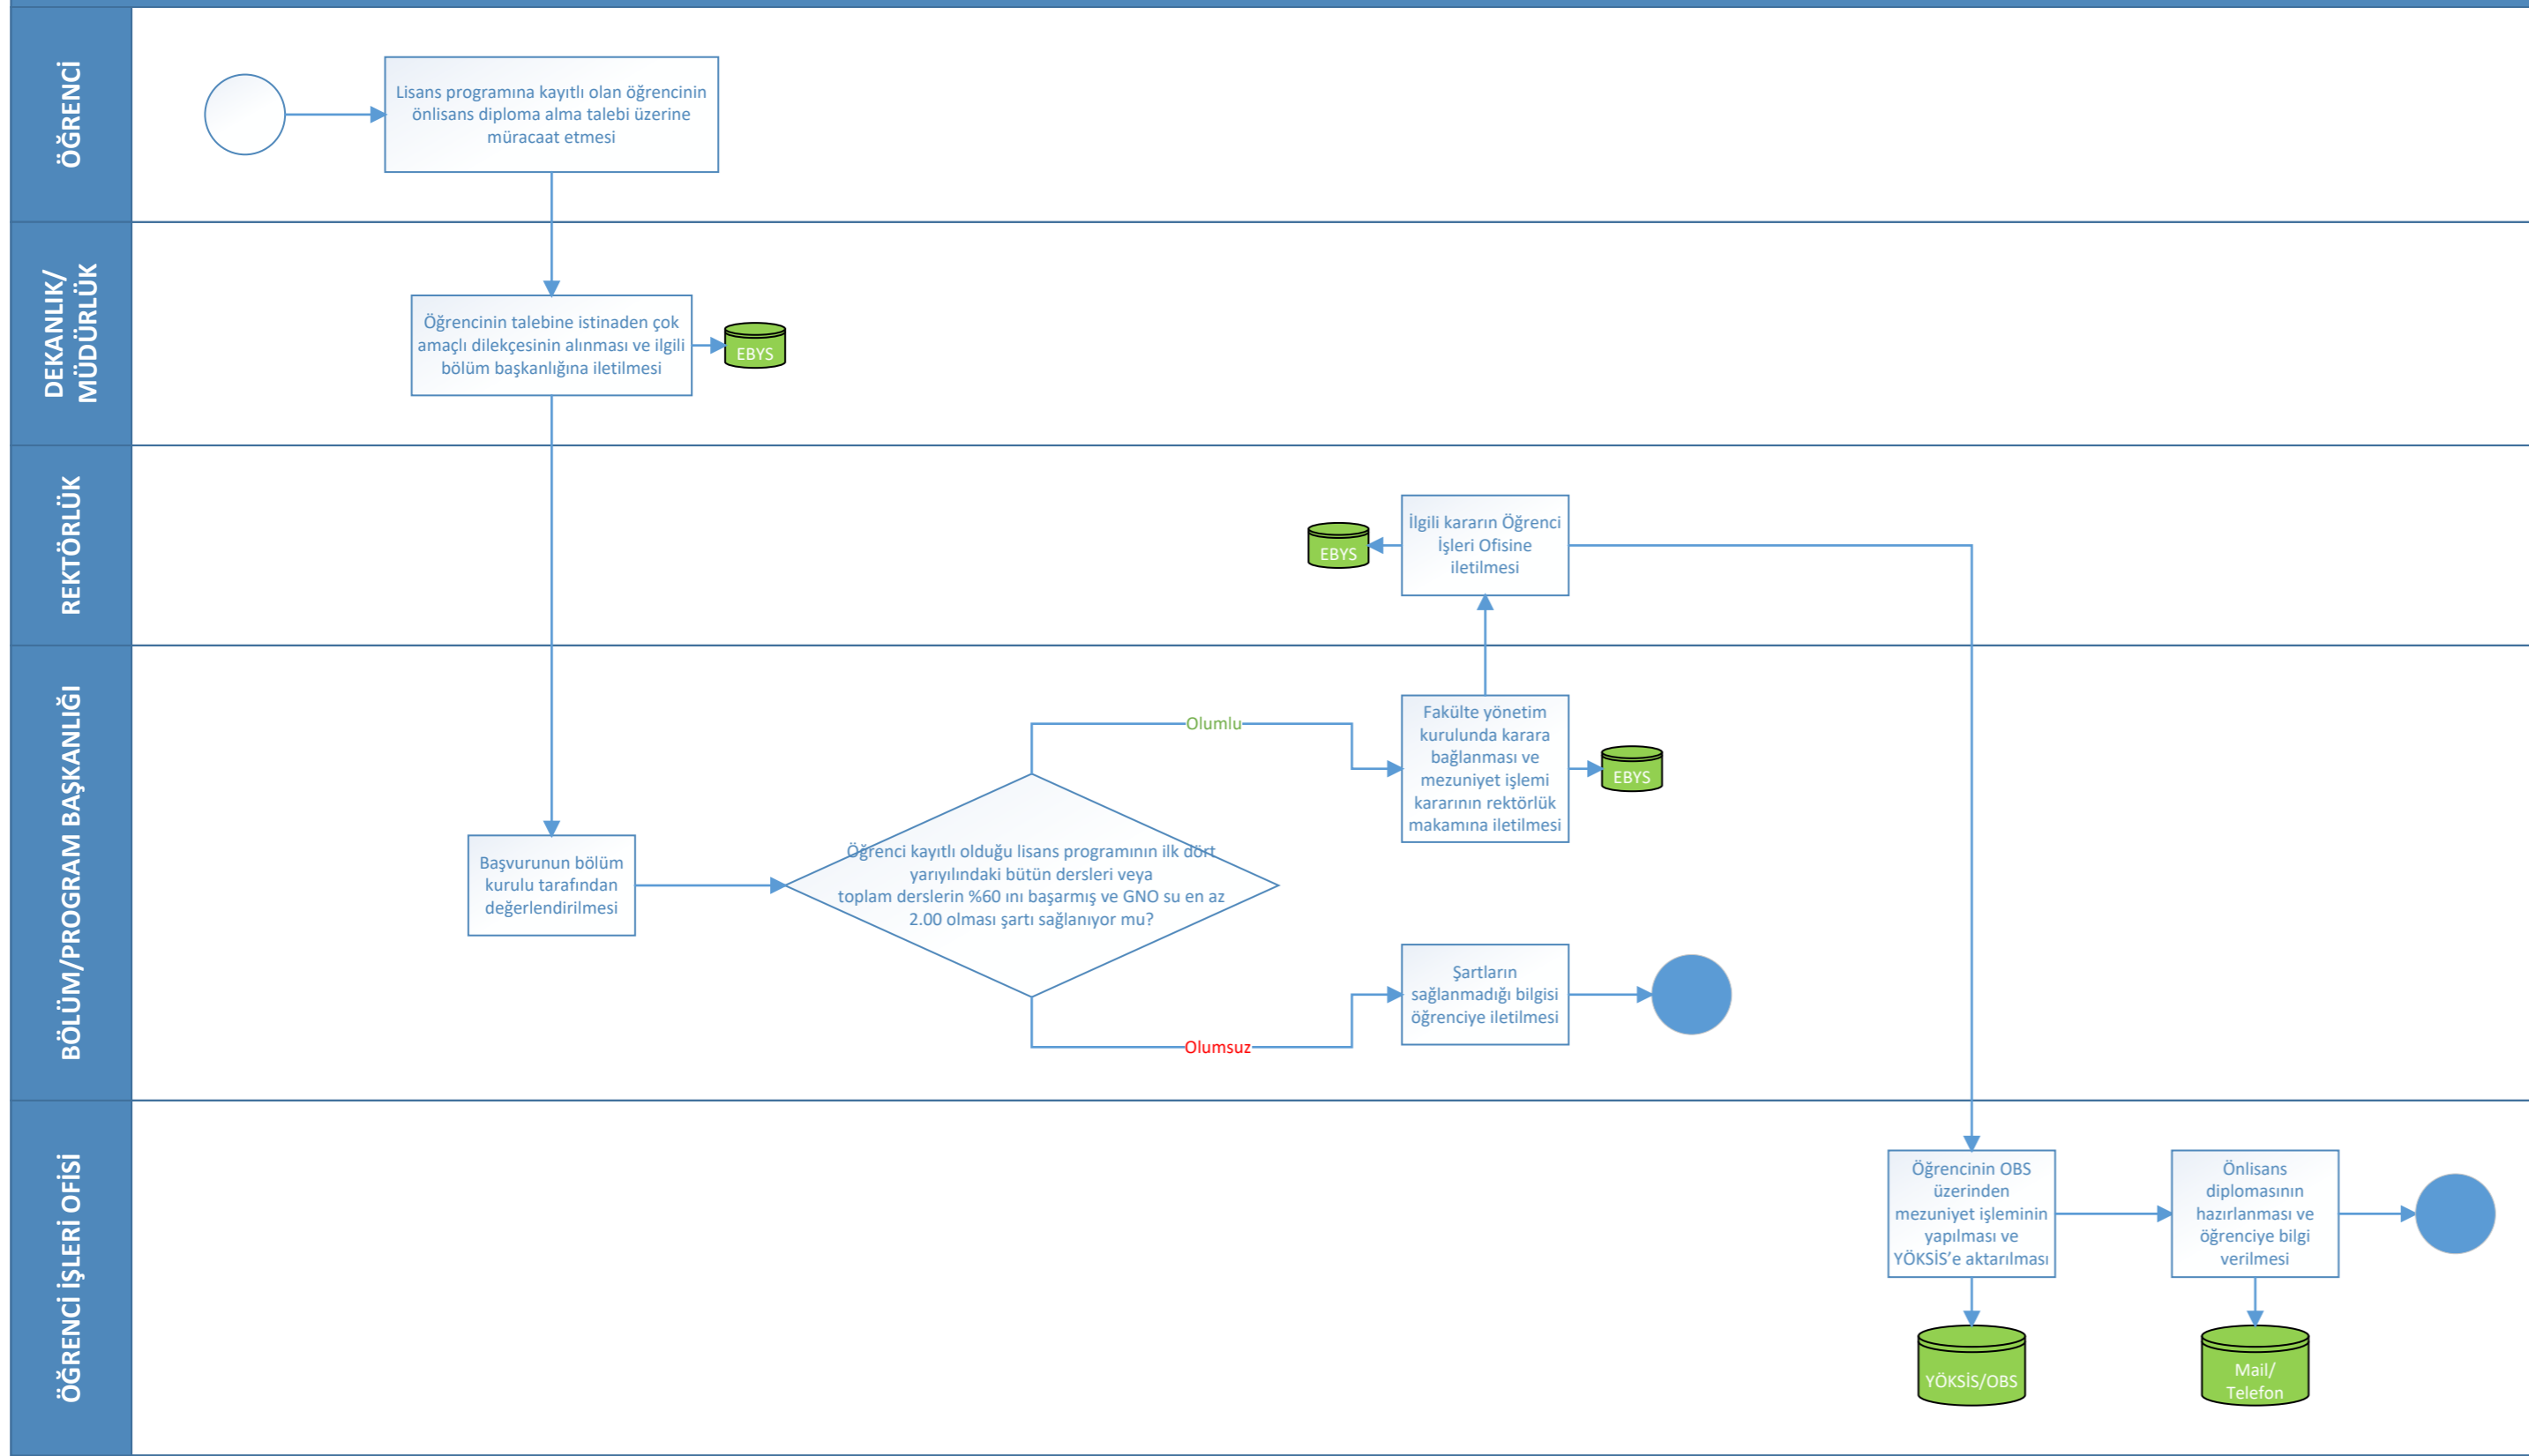 ÖĞRENCİ
Lisans programına kayıtlı olan öğrencinin
önlisans diploma alma talebi üzerine
müracaat etmesi
DEKANLIK/
MÜDÜRLÜK
Öğrencinin talebine istinaden çok
amaçlı dilekçesinin alınması ve ilgili
bölüm başkanlığına iletilmesi
EBYS
REKTÖRLÜK
EBYS
İlgili kararın Öğrenci
İşleri Ofisine
iletilmesi
BÖLÜM/PROGRAM BAŞKANLIĞI
Başvurunun bölüm
kurulu tarafından
değerlendirilmesi
Öğrenci kayıtlı olduğu lisans programının ilk dört
yarıyılındaki bütün dersleri veya
toplam derslerin %60 ını başarmış ve GNO su en az
2.00 olması şartı sağlanıyor mu?
Olumlu
Fakülte yönetim
kurulunda karara
bağlanması ve
mezuniyet işlemi
kararının rektörlük
makamına iletilmesi
EBYS
Olumsuz
Şartların
sağlanmadığı bilgisi
öğrenciye iletilmesi
ÖĞRENCİ İŞLERİ OFİSİ
Öğrencinin OBS
üzerinden
mezuniyet işleminin
yapılması ve
YÖKSİS’e aktarılması
YÖKSİS/OBS
Önlisans
diplomasının
hazırlanması ve
öğrenciye bilgi
verilmesi
Mail/
Telefon